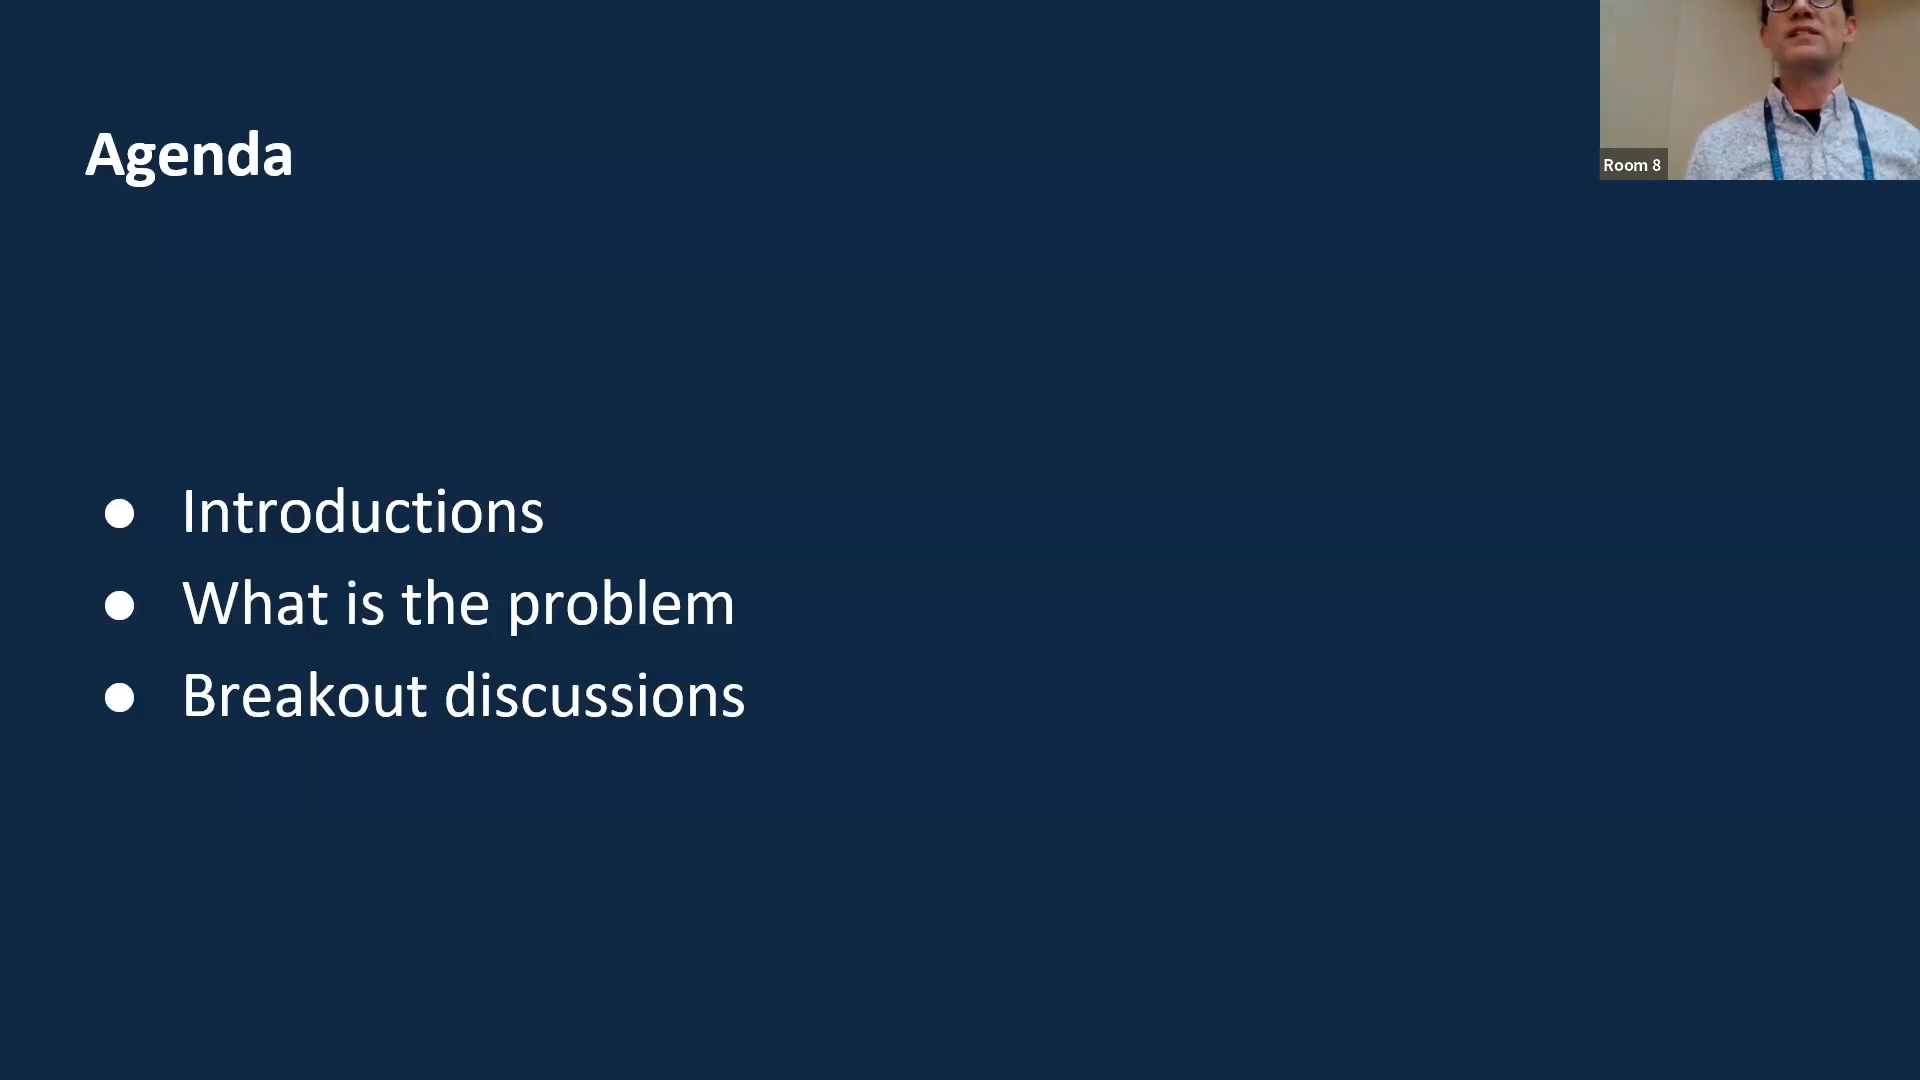 Agenda
Room 8
● Introductions
● What is the problem
● Breakout discussions